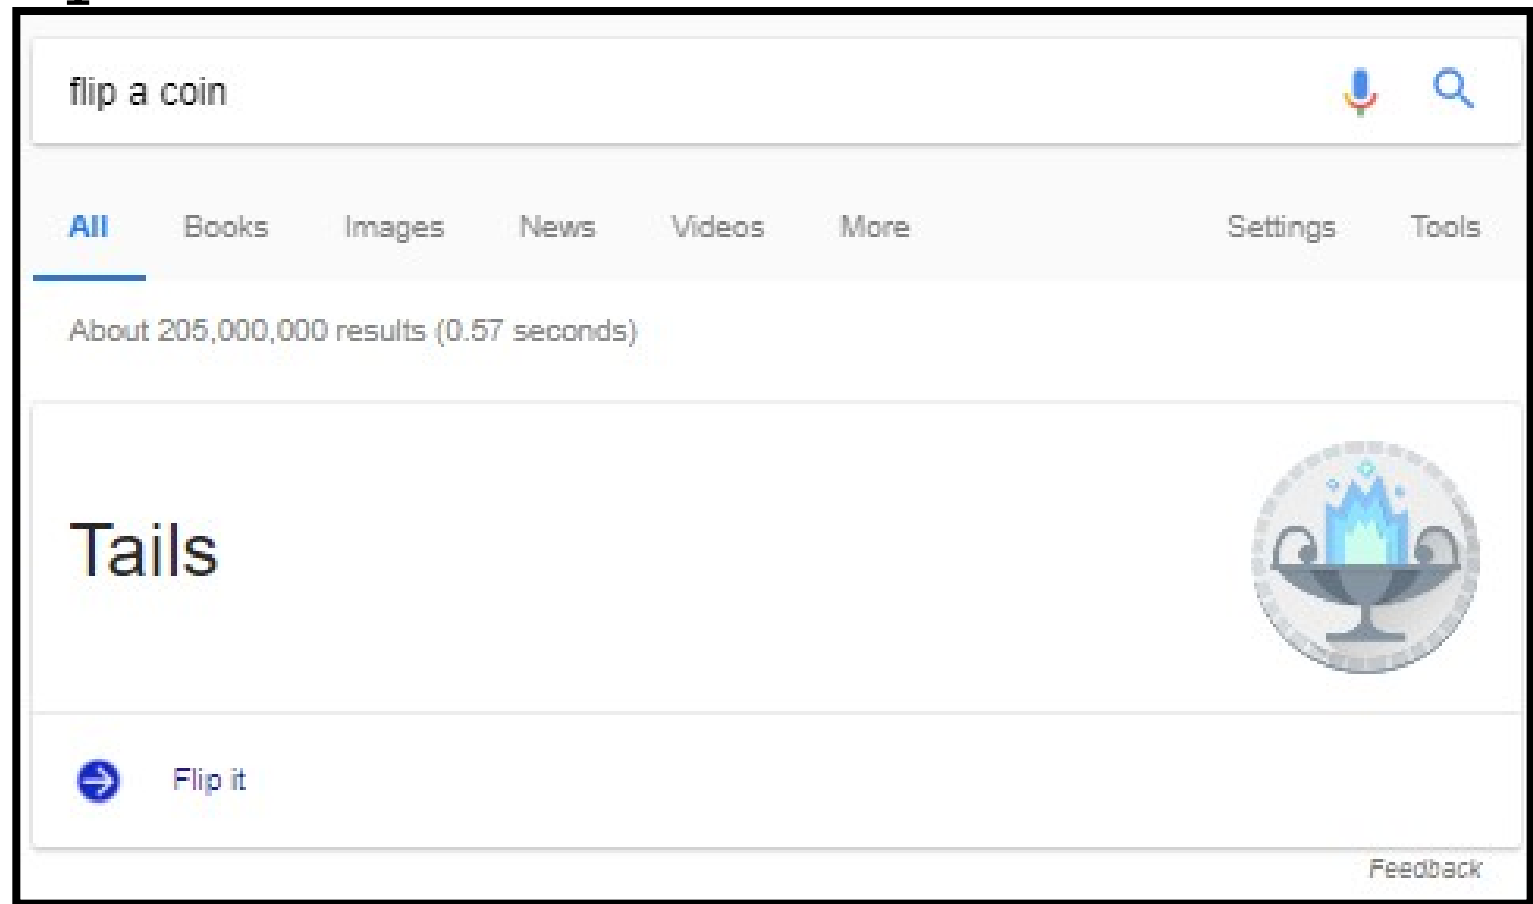 flip a coin
All Books Images News Videos More Settings Tools
About 205,000,000 results (0.57 seconds)
Tails
Flip it
Feedback